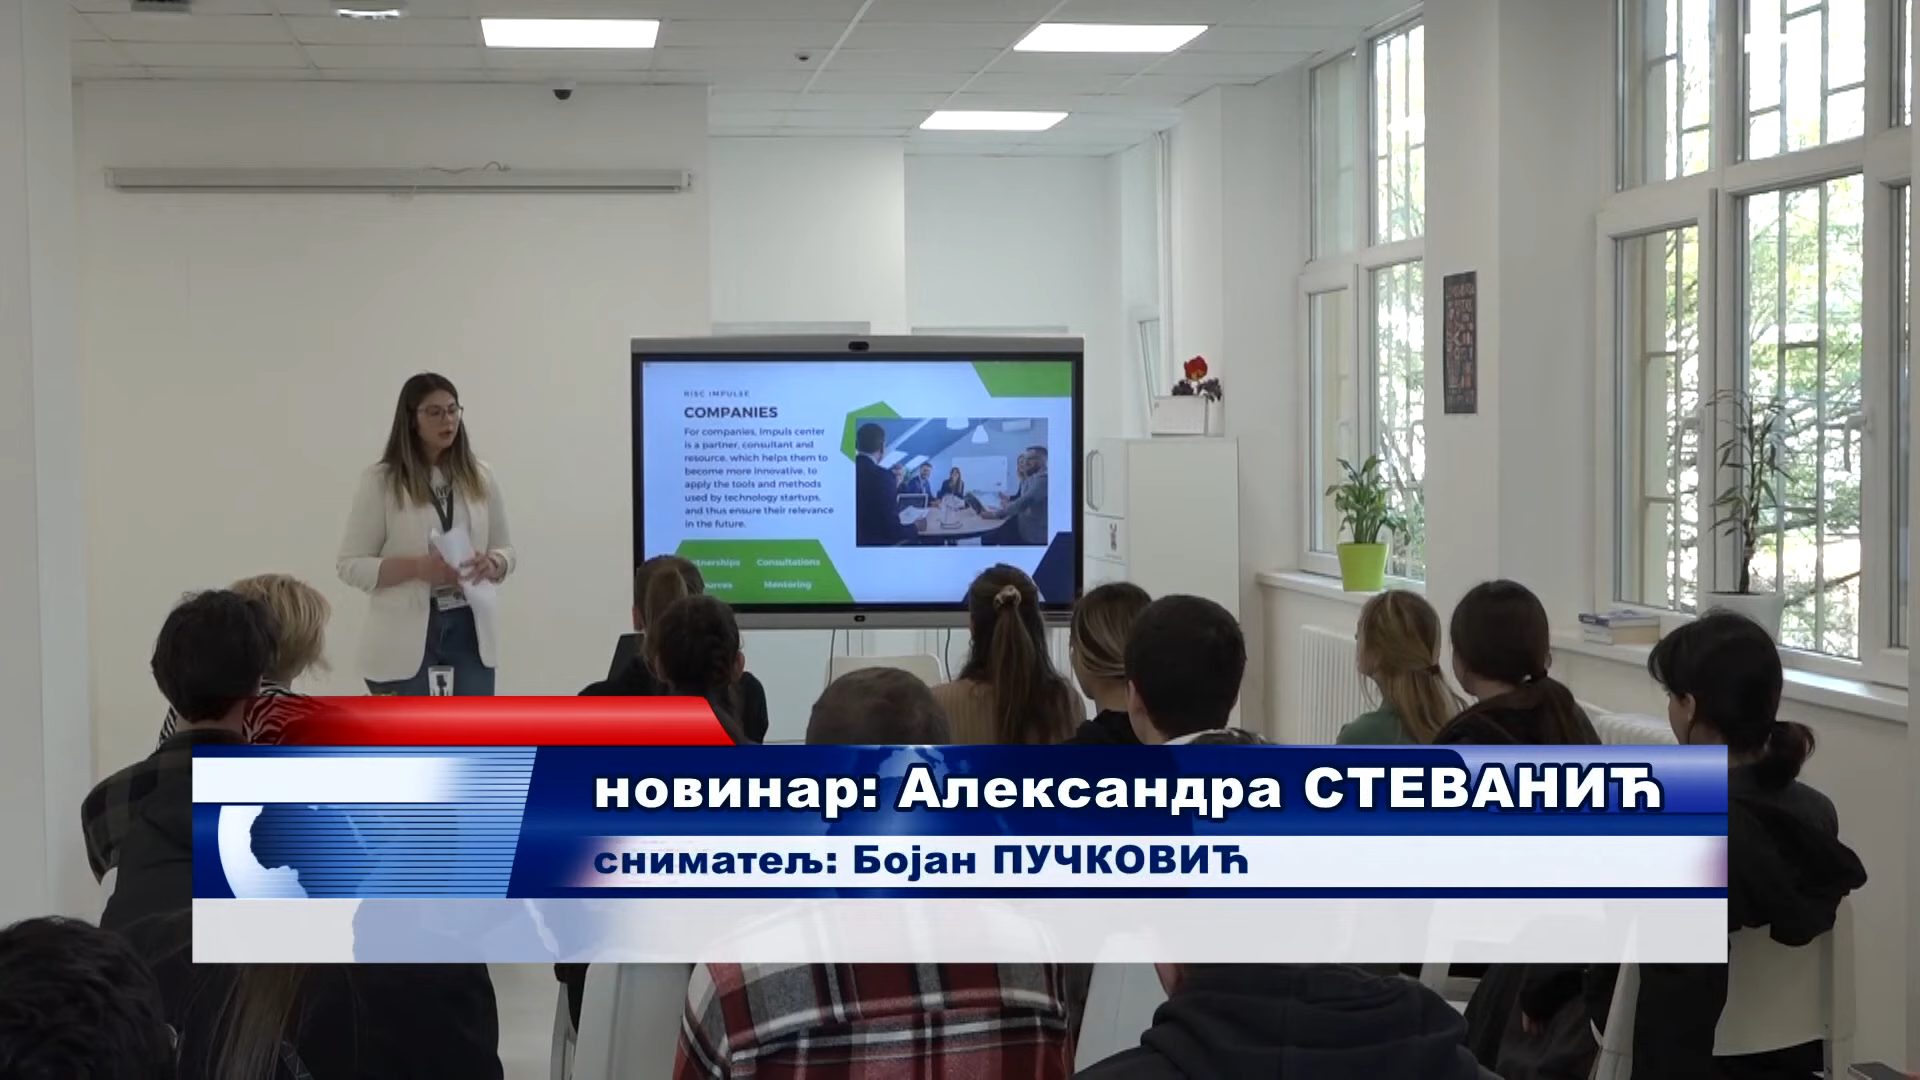 RISC IMPULSE
COMPANIES
For companies, Impuls center
is a partner, consultant and
resource, which helps them to
become more innovative, to
apply the tools and methods
used by technology startups,
and thus ensure their relevance
in the future.
Consultations
Mentoring
новинар: Александра СТЕВАНИЋ
сниматељ: Бојан ПУЧКОВИЋ